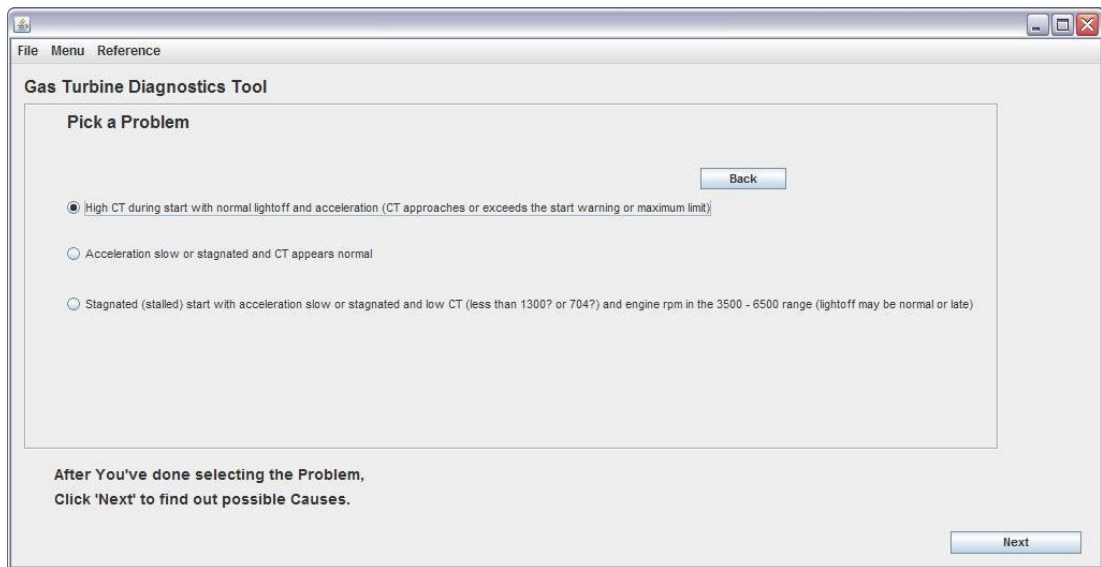 File Menu Reference
Gas Turbine Diagnostics Tool
Pick a Problem
Back
High CT during start with normal lightoff and acceleration (CT approaches or exceeds the start warning or maximum limit)
Acceleration slow or stagnated and CT appears normal
Stagnated (stalled) start with acceleration slow or stagnated and low CT (less than 1300? or 704?) and engine rpm in the 3500 - 6500 range (lightoff may be normal or late)
After You've done selecting the Problem,
Click 'Next' to find out possible Causes.
Next